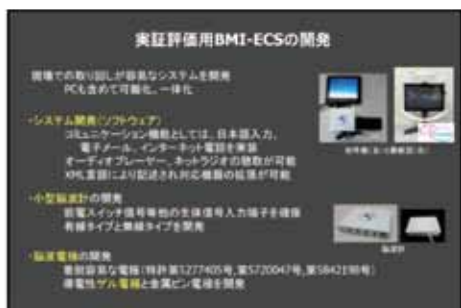 実証評価用BMI-ECSの開発
現場での取り回しが容易なシステムを開発
PCも含めて可能化、一体化
・システム開発(ソフトウェア)
コミュニケーション機能としては、日本語入力、
電子メール、インターネット電話を実装
オーディオプレーヤー、ネットラジオの聴取が可能
XML言語により記述され対応機器の拡張が可能
・小型脳波計の開発
筋電スイッチ信号等他の生体信号入力端子を確保
有線タイプと無線タイプを開発
脳波計
・脳波電極の開発
着脱容易な電極(特許第5277405号,第5720047号,第5842198号)
導電性ゲル電極と金属ピン電極を開発